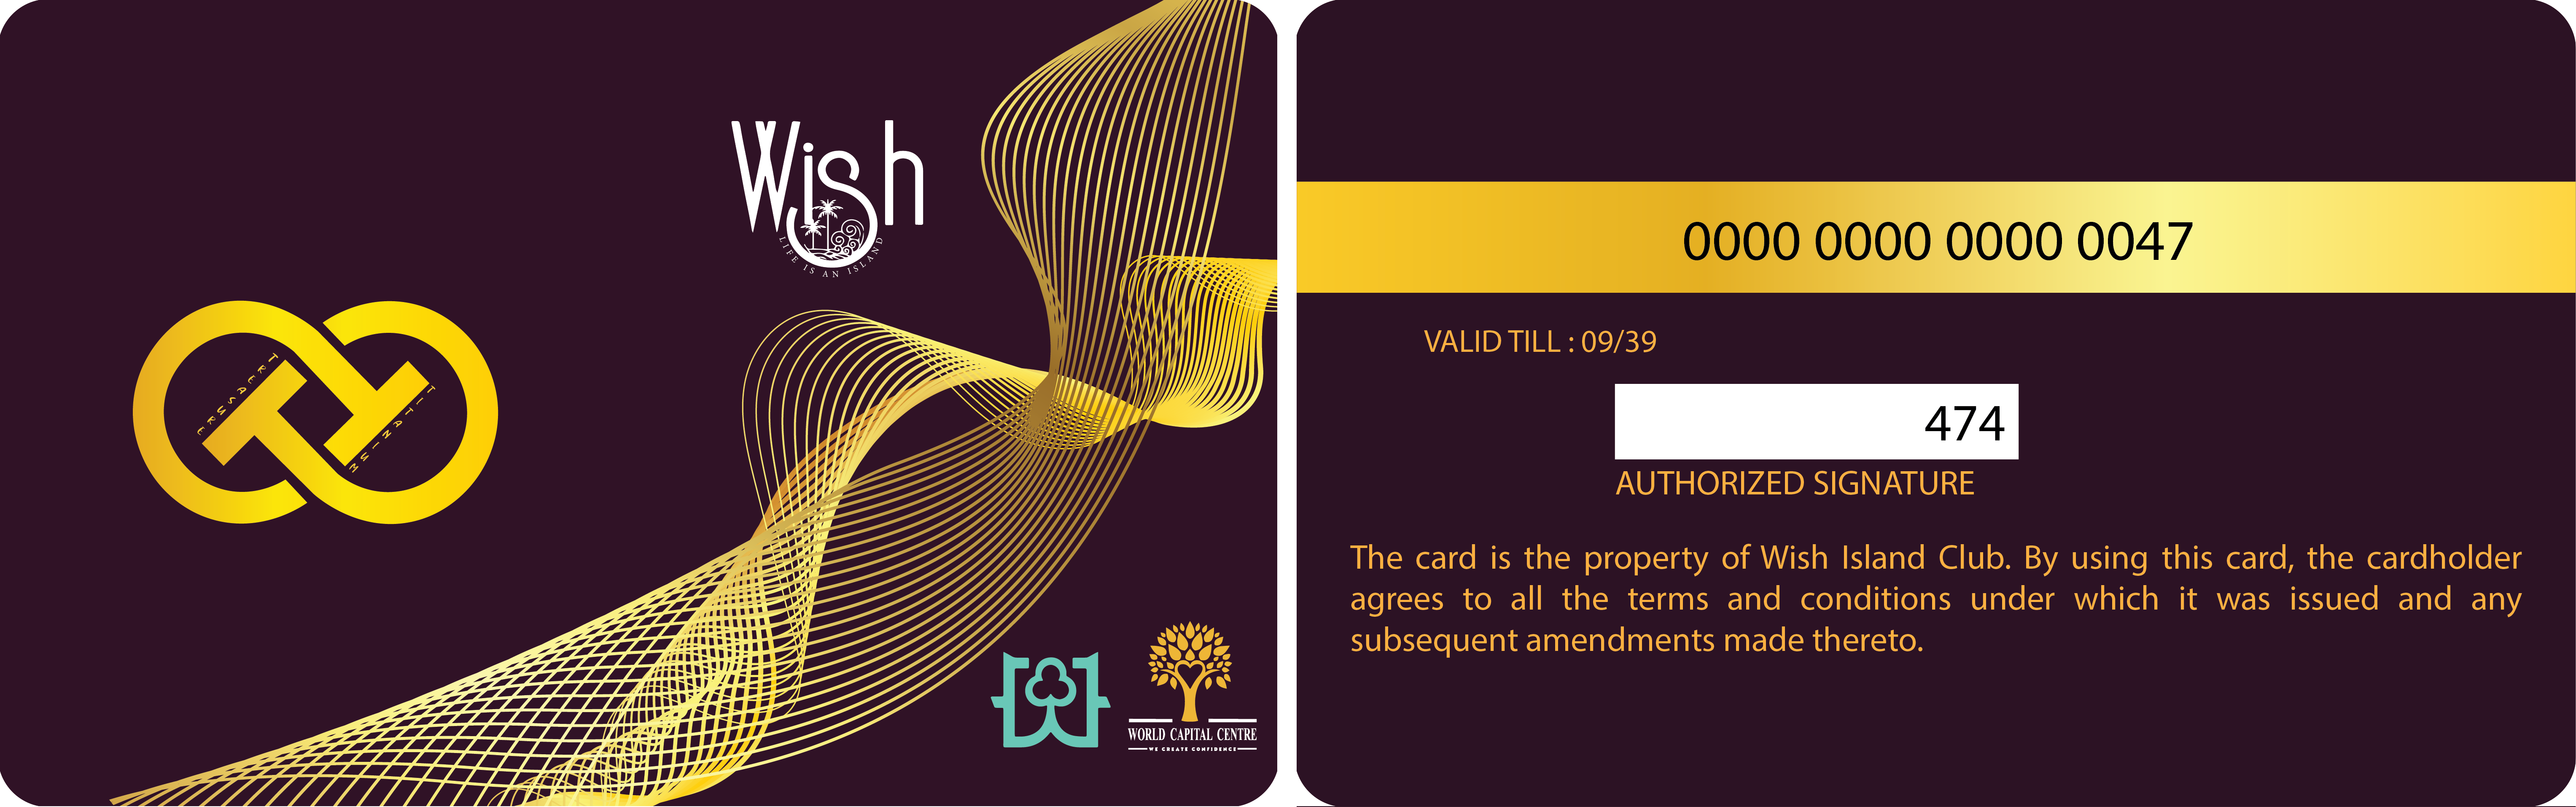 Wish
LIFE IS AN ISLAND
TREASURE
TITANIUM
WORLD CAPITAL CENTRE
WE CREATE CONFIDENCE
0000 0000 0000 0047
VALID TILL : 09/39
474
AUTHORIZED SIGNATURE
The card is the property of Wish Island Club. By using this card, the cardholder
agrees to all the terms and conditions under which it was issued and any
subsequent amendments made thereto.